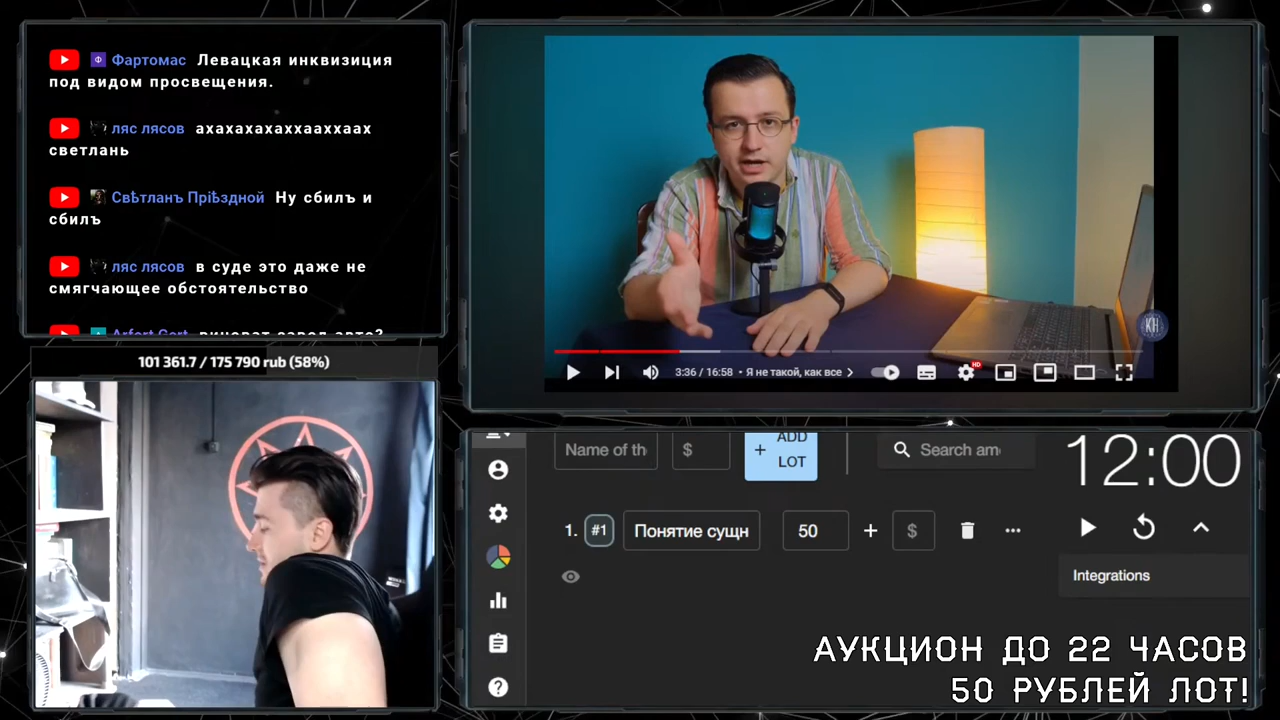 Ф Фартомас Левацкая инквизиция
под видом просвещения.
ляс лясов ахахахахаххааххаах
светлань
Свѣтланъ Прiѣздной Ну сбилъ и
сбилъ
ляс лясов в суде это даже не
смягчающее обстоятельство
101 361.7 / 175 790 rub (58%)
KH
3:36 / 16:58 • Я не такой, как все
HD
Name of th
$
+ ADD
LOT
Search am
12:00
1. #1 Понятие сущн 50 + $
Integrations
АУКЦИОН ДО 22 ЧАСОВ
50 РУБЛЕЙ ЛОТ!